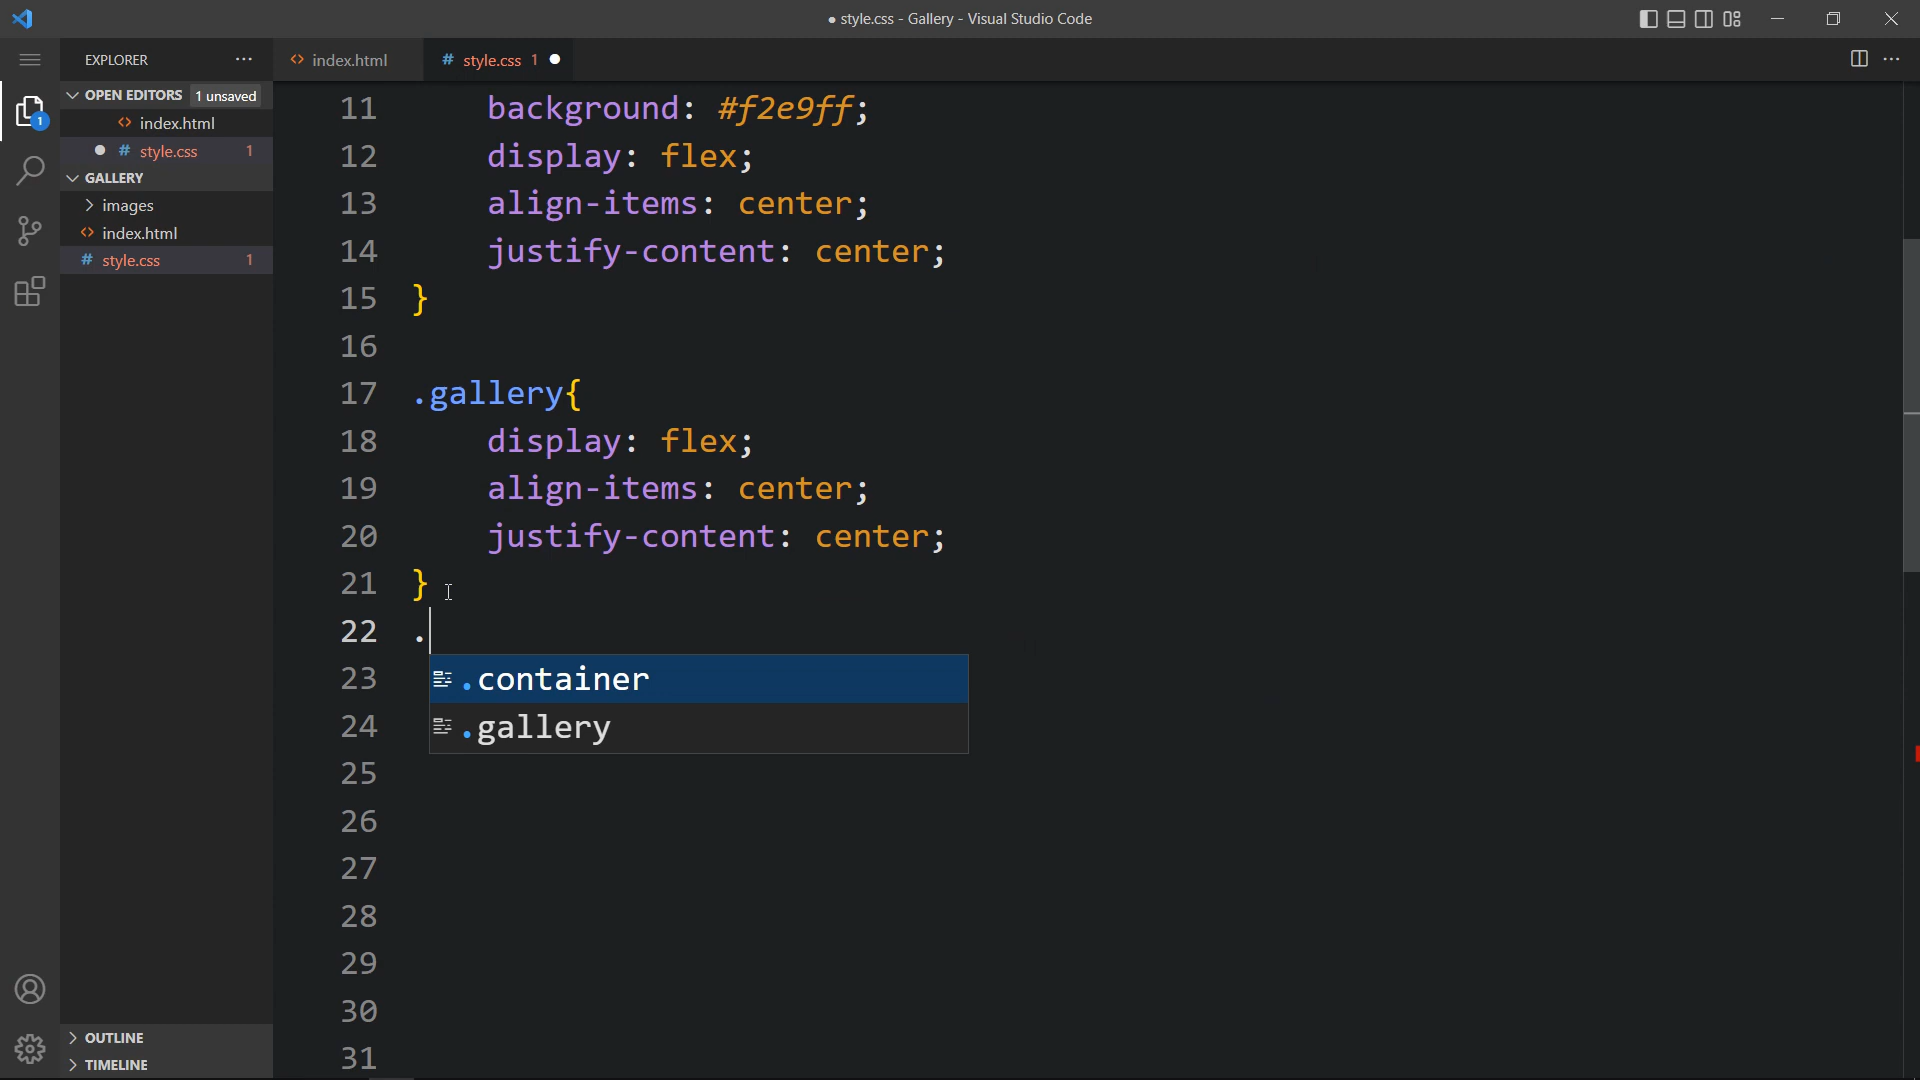 ● style.css - Gallery - Visual Studio Code
EXPLORER ...
<> index.html
# style.css 1 ●
OPEN EDITORS 1 unsaved
<> index.html
● # style.css 1
GALLERY
> images
<> index.html
# style.css 1
1
11 background: #f2e9ff;
12 display: flex;
13 align-items: center;
14 justify-content: center;
15 }
16
17 .gallery{
18 display: flex;
19 align-items: center;
20 justify-content: center;
21 }
22 .
23 .container
24 .gallery
25
26
27
28
29
30
31
> OUTLINE
> TIMELINE